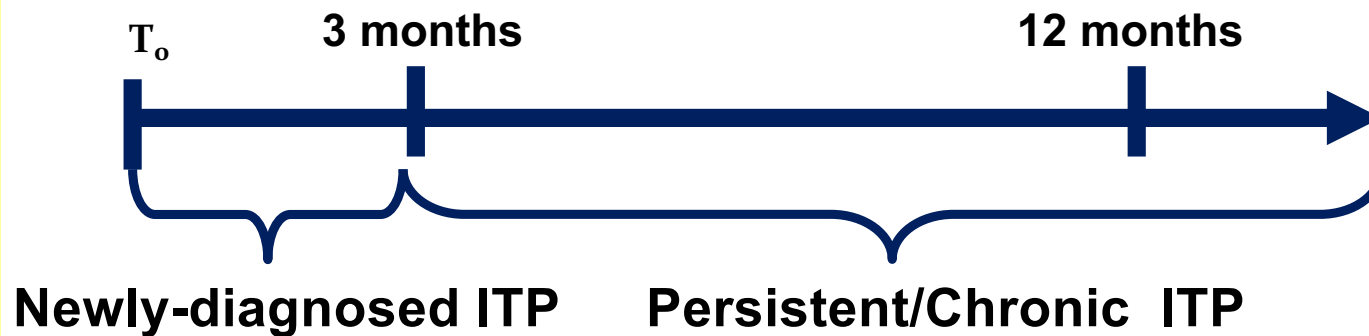 Tₒ 3 months 12 months
Newly-diagnosed ITP Persistent/Chronic ITP